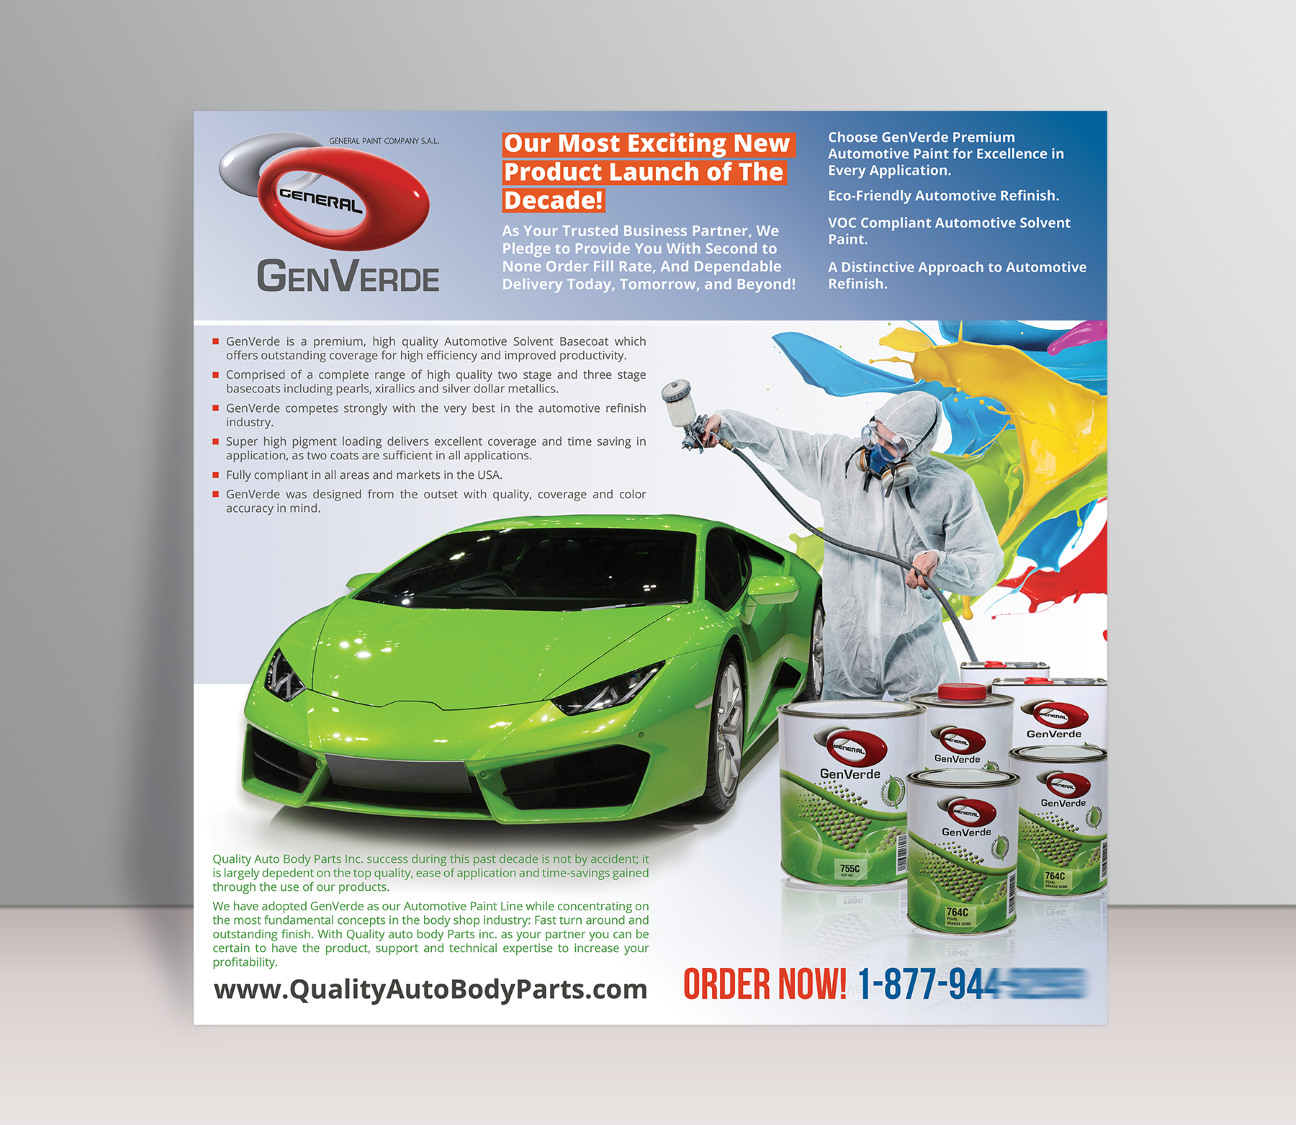 GENERAL PAINT COMPANY S.A.L.
GENERAL
GENVERDE
Our Most Exciting New
Product Launch of The
Decade!
As Your Trusted Business Partner, We
Pledge to Provide You With Second to
None Order Fill Rate, And Dependable
Delivery Today, Tomorrow, and Beyond!
Choose GenVerde Premium
Automotive Paint for Excellence in
Every Application.
Eco-Friendly Automotive Refinish.
VOC Compliant Automotive Solvent
Paint.
A Distinctive Approach to Automotive
Refinish.
GenVerde is a premium, high quality Automotive Solvent Basecoat which
offers outstanding coverage for high efficiency and improved productivity.
Comprised of a complete range of high quality two stage and three stage
basecoats including pearls, xirallics and silver dollar metallics.
GenVerde competes strongly with the very best in the automotive refinish
industry.
Super high pigment loading delivers excellent coverage and time saving in
application, as two coats are sufficient in all applications.
Fully compliant in all areas and markets in the USA.
GenVerde was designed from the outset with quality, coverage and color
accuracy in mind.
GENERAL
GenVerde
755C
GENERAL
GenVerde
GENERAL
GenVerde
GENERAL
GenVerde
764C
PEARL
GENERAL
GenVerde
764C
PEARL
Quality Auto Body Parts Inc. success during this past decade is not by accident; it
is largely depedent on the top quality, ease of application and time-savings gained
through the use of our products.
We have adopted GenVerde as our Automotive Paint Line while concentrating on
the most fundamental concepts in the body shop industry: Fast turn around and
outstanding finish. With Quality auto body Parts inc. as your partner you can be
certain to have the product, support and technical expertise to increase your
profitability.
www.QualityAutoBodyParts.com
ORDER NOW! 1-877-944-